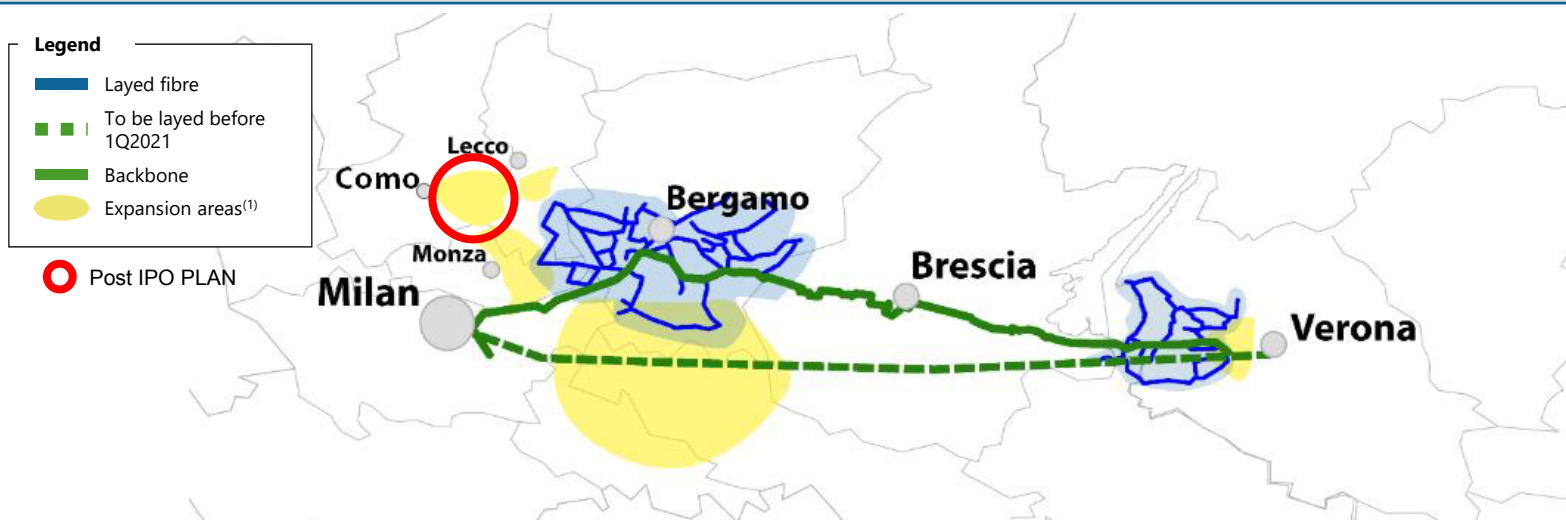 Legend
Layed fibre
To be layed before
1Q2021
Backbone
Expansion areas(1)
Post IPO PLAN
Lecco
Como
Bergamo
Monza
Milan
Brescia
Verona